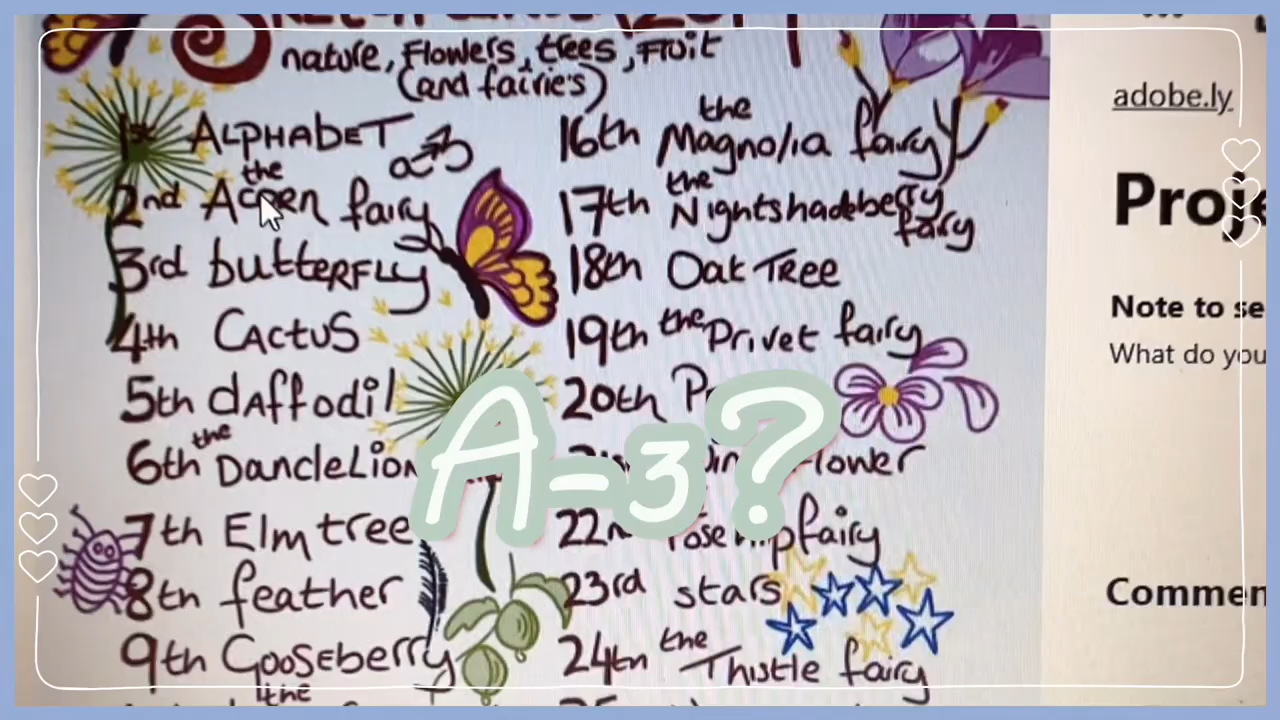 nature, Flowers, trees, Fruit
(and fairies)
1st ALPHABET
a→3
2nd the Acorn fairy
3rd butterfly
4th Cactus
5th daffodil
6th the Dandelion
7th Elm tree
8th feather
9th Gooseberry
the
16th the Magnolia fairy
17th the Nightshadeberry fairy
18th Oak Tree
19th the Privet fairy
20th
flower
fairy
23rd stars
24th the Thistle fairy
A=3?
adobe.ly
Proje
Note to se
What do you
Commen